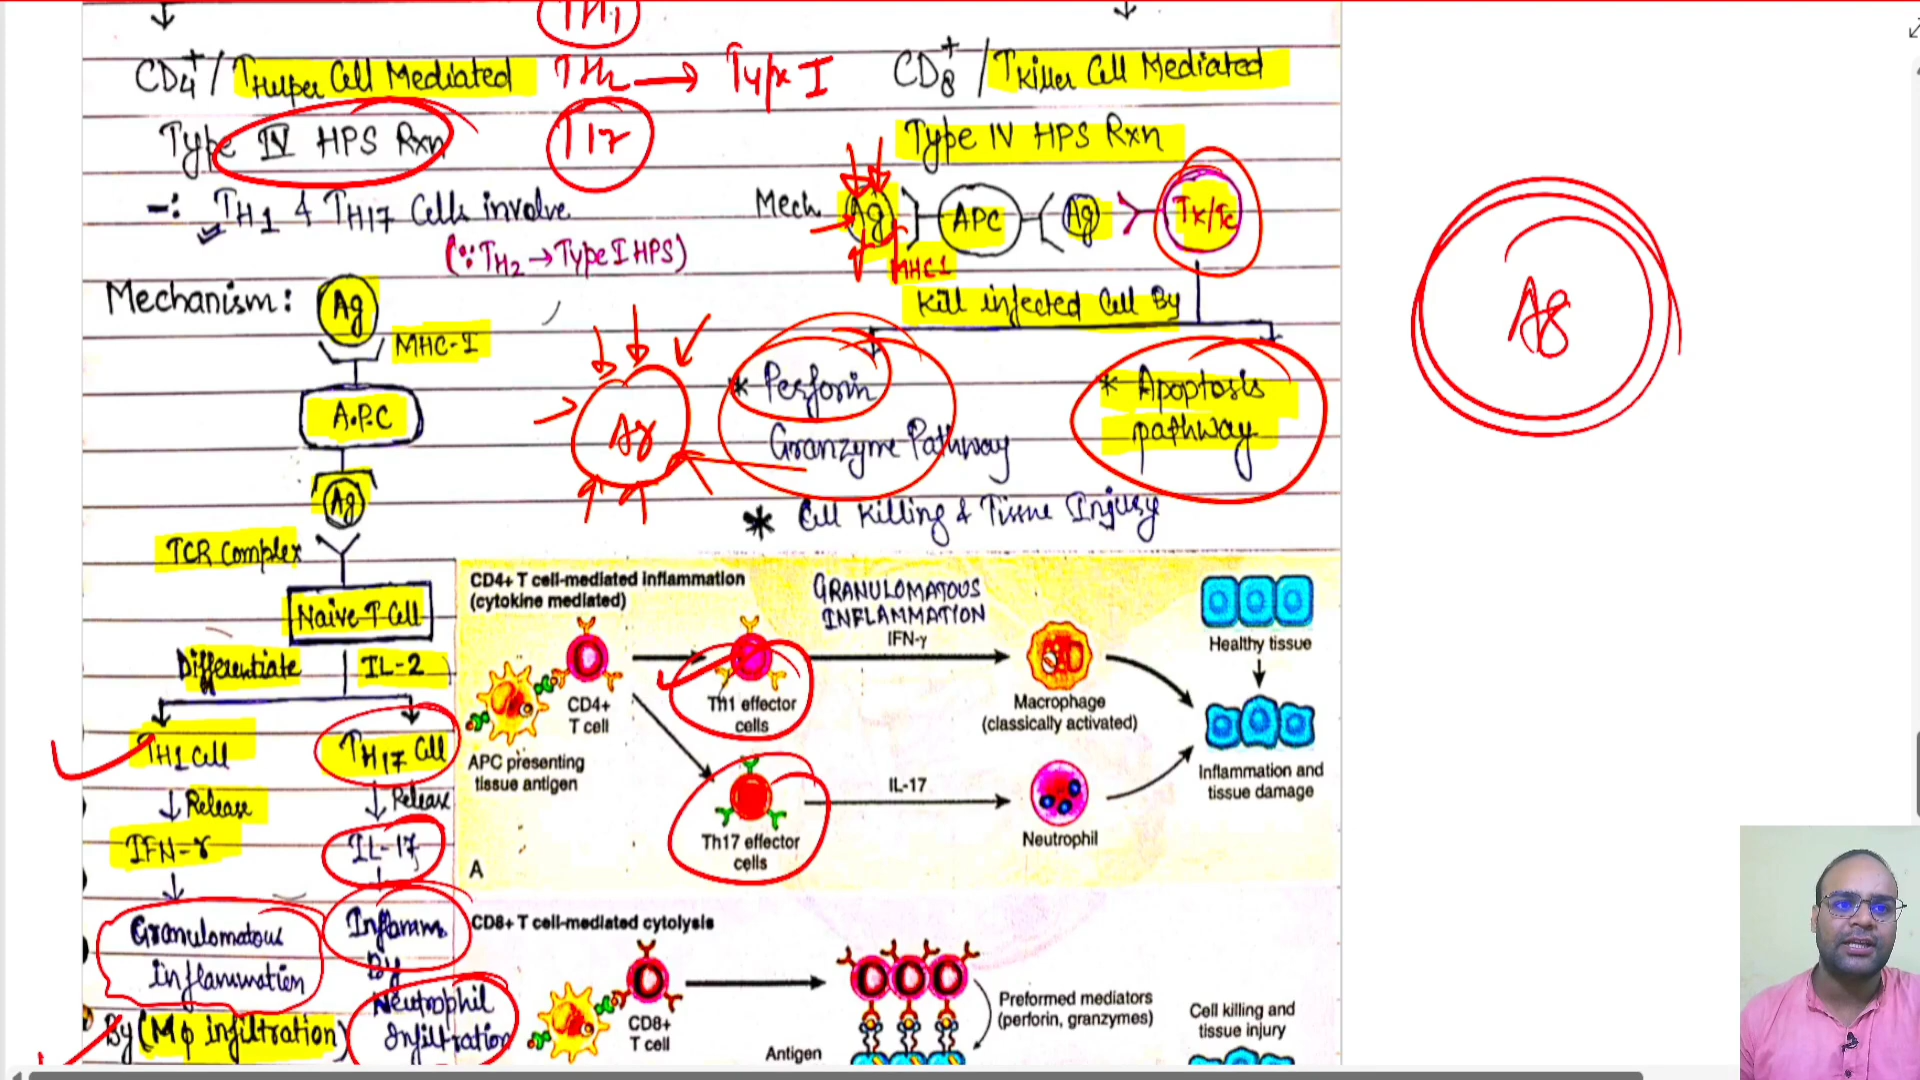 TH1
CD4+/ THelper Cell Mediated
TH2 → Type I
CD8+/TKiller Cell Mediated
Type IV HPS Rxn
T17
Type IV HPS Rxn
-: TH1 & TH17 Cells involve
(∵TH2→Type I HPS)
Mech Ag APC Ag TK/Tc
MHC1
Kill infected Cell By
Mechanism: Ag
MHC-I
A.P.C
Ag
TCR Complex
Naive T Cell
Differentiate IL-2
TH1 Cell TH17 Cell
↓Release ↓Release
IFN-γ IL-17
Granulomatous
inflammation
By (Mφ infiltration)
Inflamm
By
Neutrophil
Infiltration
Ag
* Perforin
Granzyme Pathway
* Apoptosis
pathway
* Cell Killing & Tissue Injury
Ag
CD4+ T cell-mediated inflammation
(cytokine mediated)
GRANULOMATOUS
INFLAMMATION
IFN-γ
CD4+
T cell
Th1 effector
cells
Macrophage
(classically activated)
Healthy tissue
APC presenting
tissue antigen
IL-17
Th17 effector
cells
Neutrophil
Inflammation and
tissue damage
A
CD8+ T cell-mediated cytolysis
CD8+
T cell
Antigen
Preformed mediators
(perforin, granzymes)
Cell killing and
tissue injury